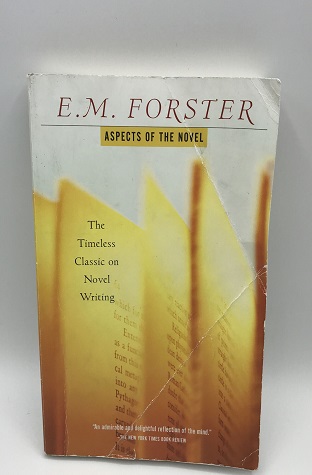 E.M. FORSTER
ASPECTS OF THE NOVEL
The
Timeless
Classic on
Novel
Writing
"An admirable and delightful reflection of the mind."
THE NEW YORK TIMES BOOK REVIEW